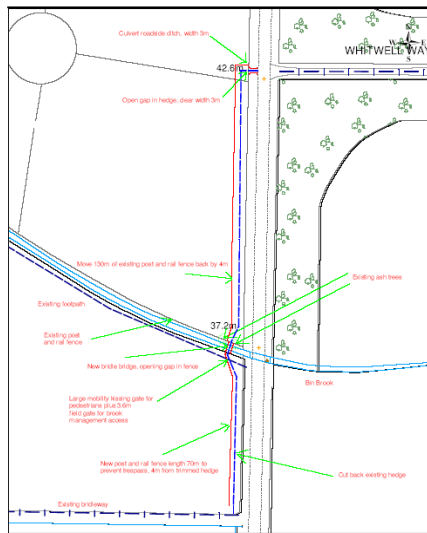 Culvert roadside ditch, width 3m
N
W E
S
WHITWELL WAY
42.6m
Open gap in hedge, clear width 3m
Move 130m of existing post and rail fence back by 4m
Existing ash trees
Existing footpath
37.2m
Existing post
and rail fence
New bridle bridge, opening gap in fence
Bin Brook
Large mobility kissing gate for
pedestrians plus 3.6m
field gate for brook
management access
New post and rail fence length 70m to
prevent trespass, 4m from trimmed hedge
Cut back existing hedge
Existing bridleway